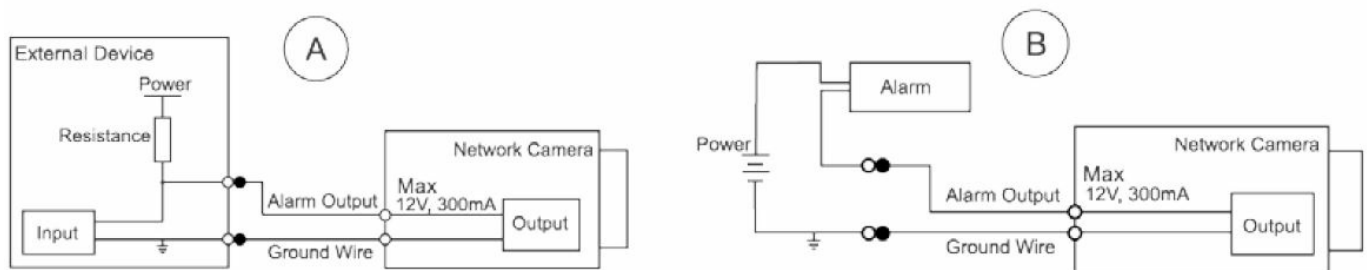 A
External Device
Power
Resistance
Input
Alarm Output
Ground Wire
Network Camera
Max
12V, 300mA
Output
B
Alarm
Power
Alarm Output
Ground Wire
Network Camera
Max
12V, 300mA
Output